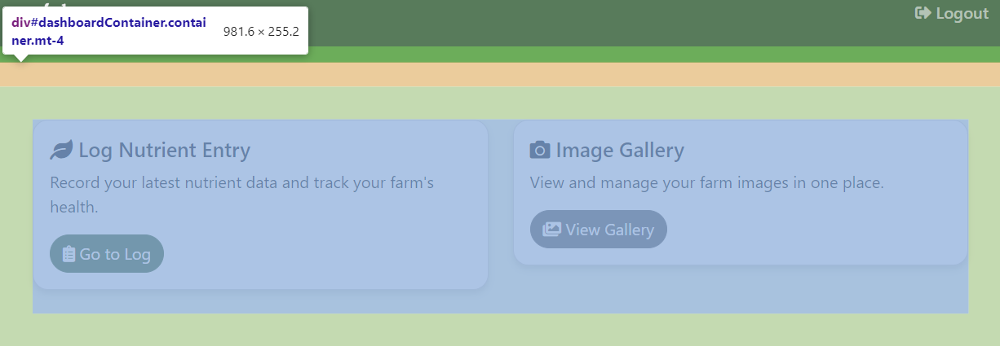 Logout
div#dashboardContainer.contai
ner.mt-4
981.6 × 255.2
Log Nutrient Entry
Record your latest nutrient data and track your farm's
health.
Go to Log
Image Gallery
View and manage your farm images in one place.
View Gallery